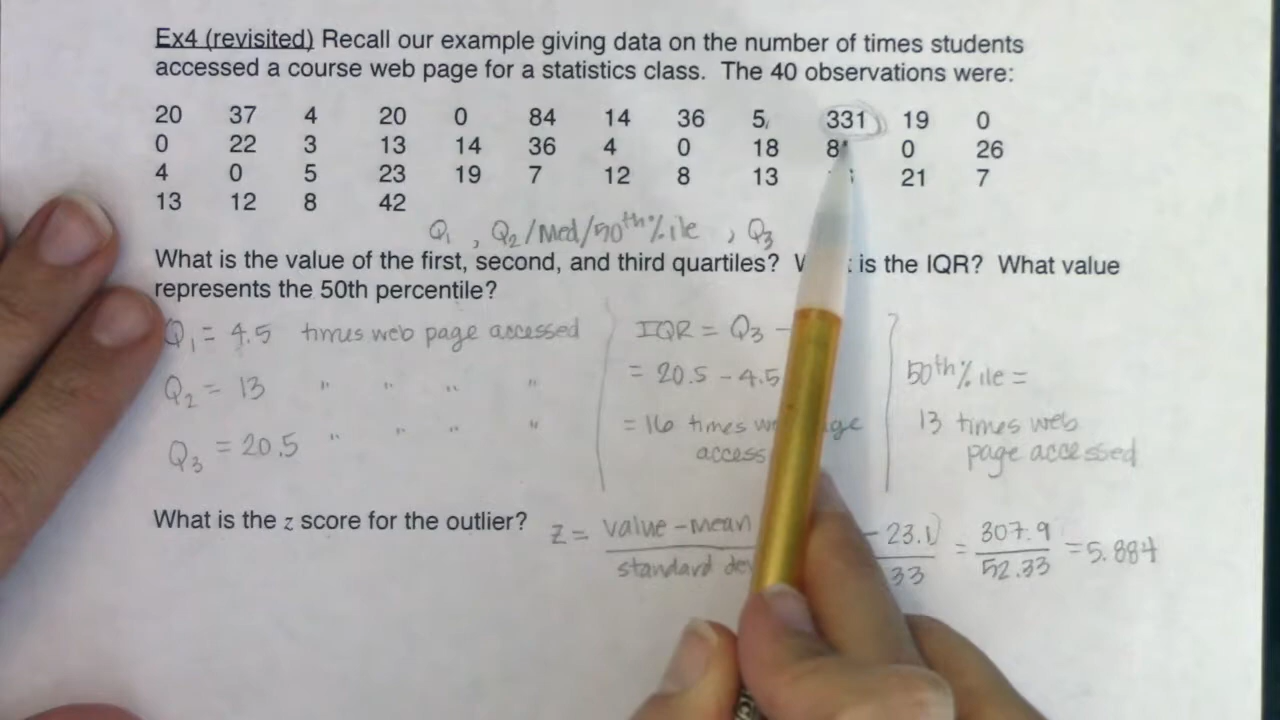 Ex4 (revisited) Recall our example giving data on the number of times students
accessed a course web page for a statistics class. The 40 observations were:
20 37 4 20 0 84 14 36 5 331 19 0
0 22 3 13 14 36 4 0 18 8 0 26
4 0 5 23 19 7 12 8 13 21 7
13 12 8 42
Q1, Q2/Med/50th%ile, Q3
What is the value of the first, second, and third quartiles? is the IQR? What value
represents the 50th percentile?
Q1 = 4.5 times web page accessed
Q2 = 13 " " " "
Q3 = 20.5 " " " "
IQR = Q3 -
= 20.5 - 4.5
= 16 times
access
50th%ile =
13 times web
page accessed
What is the z score for the outlier? z = value - mean / standard - 23.1 / 33 = 307.9 / 52.33 = 5.884